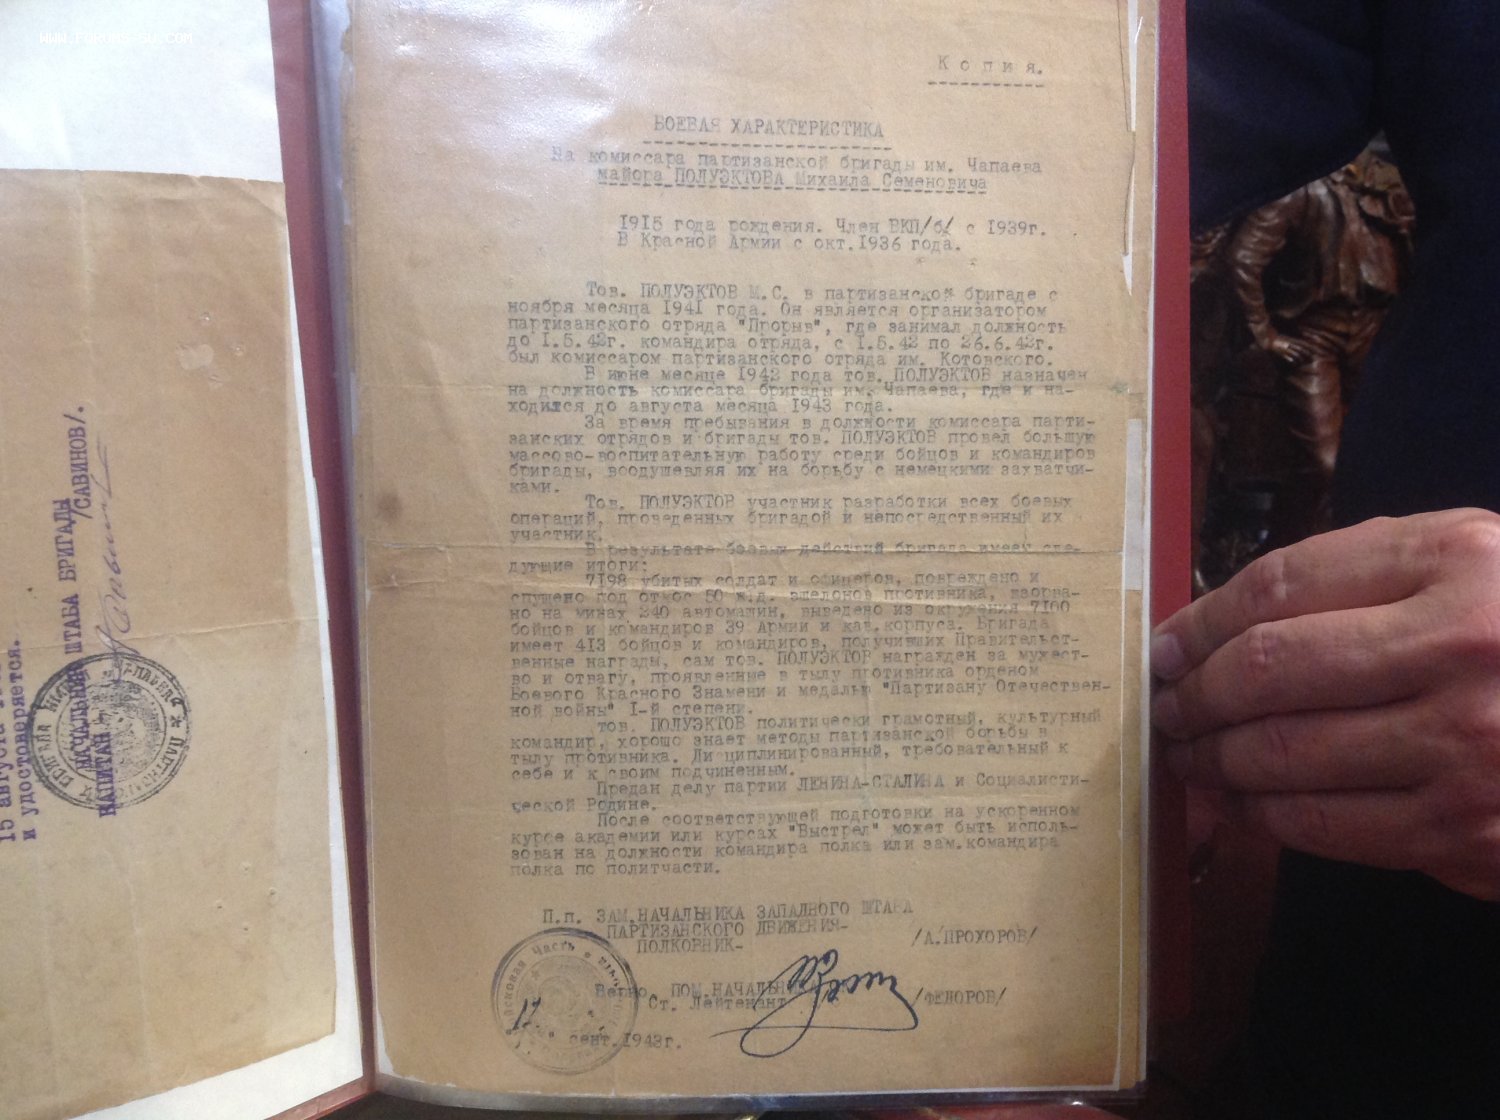 WWW.FORUMS-SU.COM
15 августа
и удостоверяется.
НАЧАЛЬНИК ШТАБА БРИГАДЫ
КАПИТАН- /САВИНОВ/.
Копия.
БОЕВАЯ ХАРАКТЕРИСТИКА
На комиссара партизанской бригады им. Чапаева
майора ПОЛУЭКТОВА Михаила Семеновича
1915 года рождения. Член ВКП/б/ с 1939г.
В Красной Армии с окт.1936 года.
Тов. ПОЛУЭКТОВ М.С. в партизанской бригаде с
ноября месяца 1941 года. Он является организатором
партизанского отряда "Прорыв", где занимал должность
до 1.5.42г. командира отряда, с 1.5.42 по 26.6.42г.
был комиссаром партизанского отряда им. Котовского.
В июне месяце 1942 года тов. ПОЛУЭКТОВ назначен
на должность комиссара бригады им. Чапаева, где и на-
ходился до августа месяца 1943 года.
За время пребывания в должности комиссара парти-
занских отрядов и бригады тов. ПОЛУЭКТОВ провел большую
массово-воспитательную работу среди бойцов и командиров
бригады, воодушевляя их на борьбу с немецкими захватчи-
ками.
Тов. ПОЛУЭКТОВ участник разработки всех боевых
операций, проведенных бригадой и непосредственный их
участник.
В результате боевых действий бригада имеет сле-
дующие итоги:
7198 убитых солдат и офицеров, повреждено и
спущено под откос 50 ж.д. эшелонов противника, взорва-
но на минах 240 автомашин, выведено из окружения 7100
бойцов и командиров 39 Армии и кав.корпуса. Бригада
имеет 413 бойцов и командиров, получивших Правительст-
венные награды, сам тов. ПОЛУЭКТОВ награжден за мужест-
во и отвагу, проявленные в тылу противника орденом
Боевого Красного Знамени и медалью "Партизану Отечествен-
ной войны" I-й степени.
тов. ПОЛУЭКТОВ политически грамотный, культурный
командир, хорошо знает методы партизанской борьбы в
тылу противника. Дисциплинированный, требовательный к
себе и к своим подчиненным.
Предан делу партии ЛЕНИНА-СТАЛИНА и Социалисти-
ческой Родине.
После соответствующей подготовки на ускоренном
курсе академии или курсах "Выстрел" может быть исполь-
зован на должности командира полка или зам.командира
полка по политчасти.
П.п. ЗАМ.НАЧАЛЬНИКА ЗАПАДНОГО ШТАБА
ПАРТИЗАНСКОГО ДВИЖЕНИЯ-
ПОЛКОВНИК- /А.ПРОХОРОВ/
Верно. ПОМ.НАЧАЛЬНИКА
Ст. Лейтенант /ФЕДОРОВ/
сент.1943г.